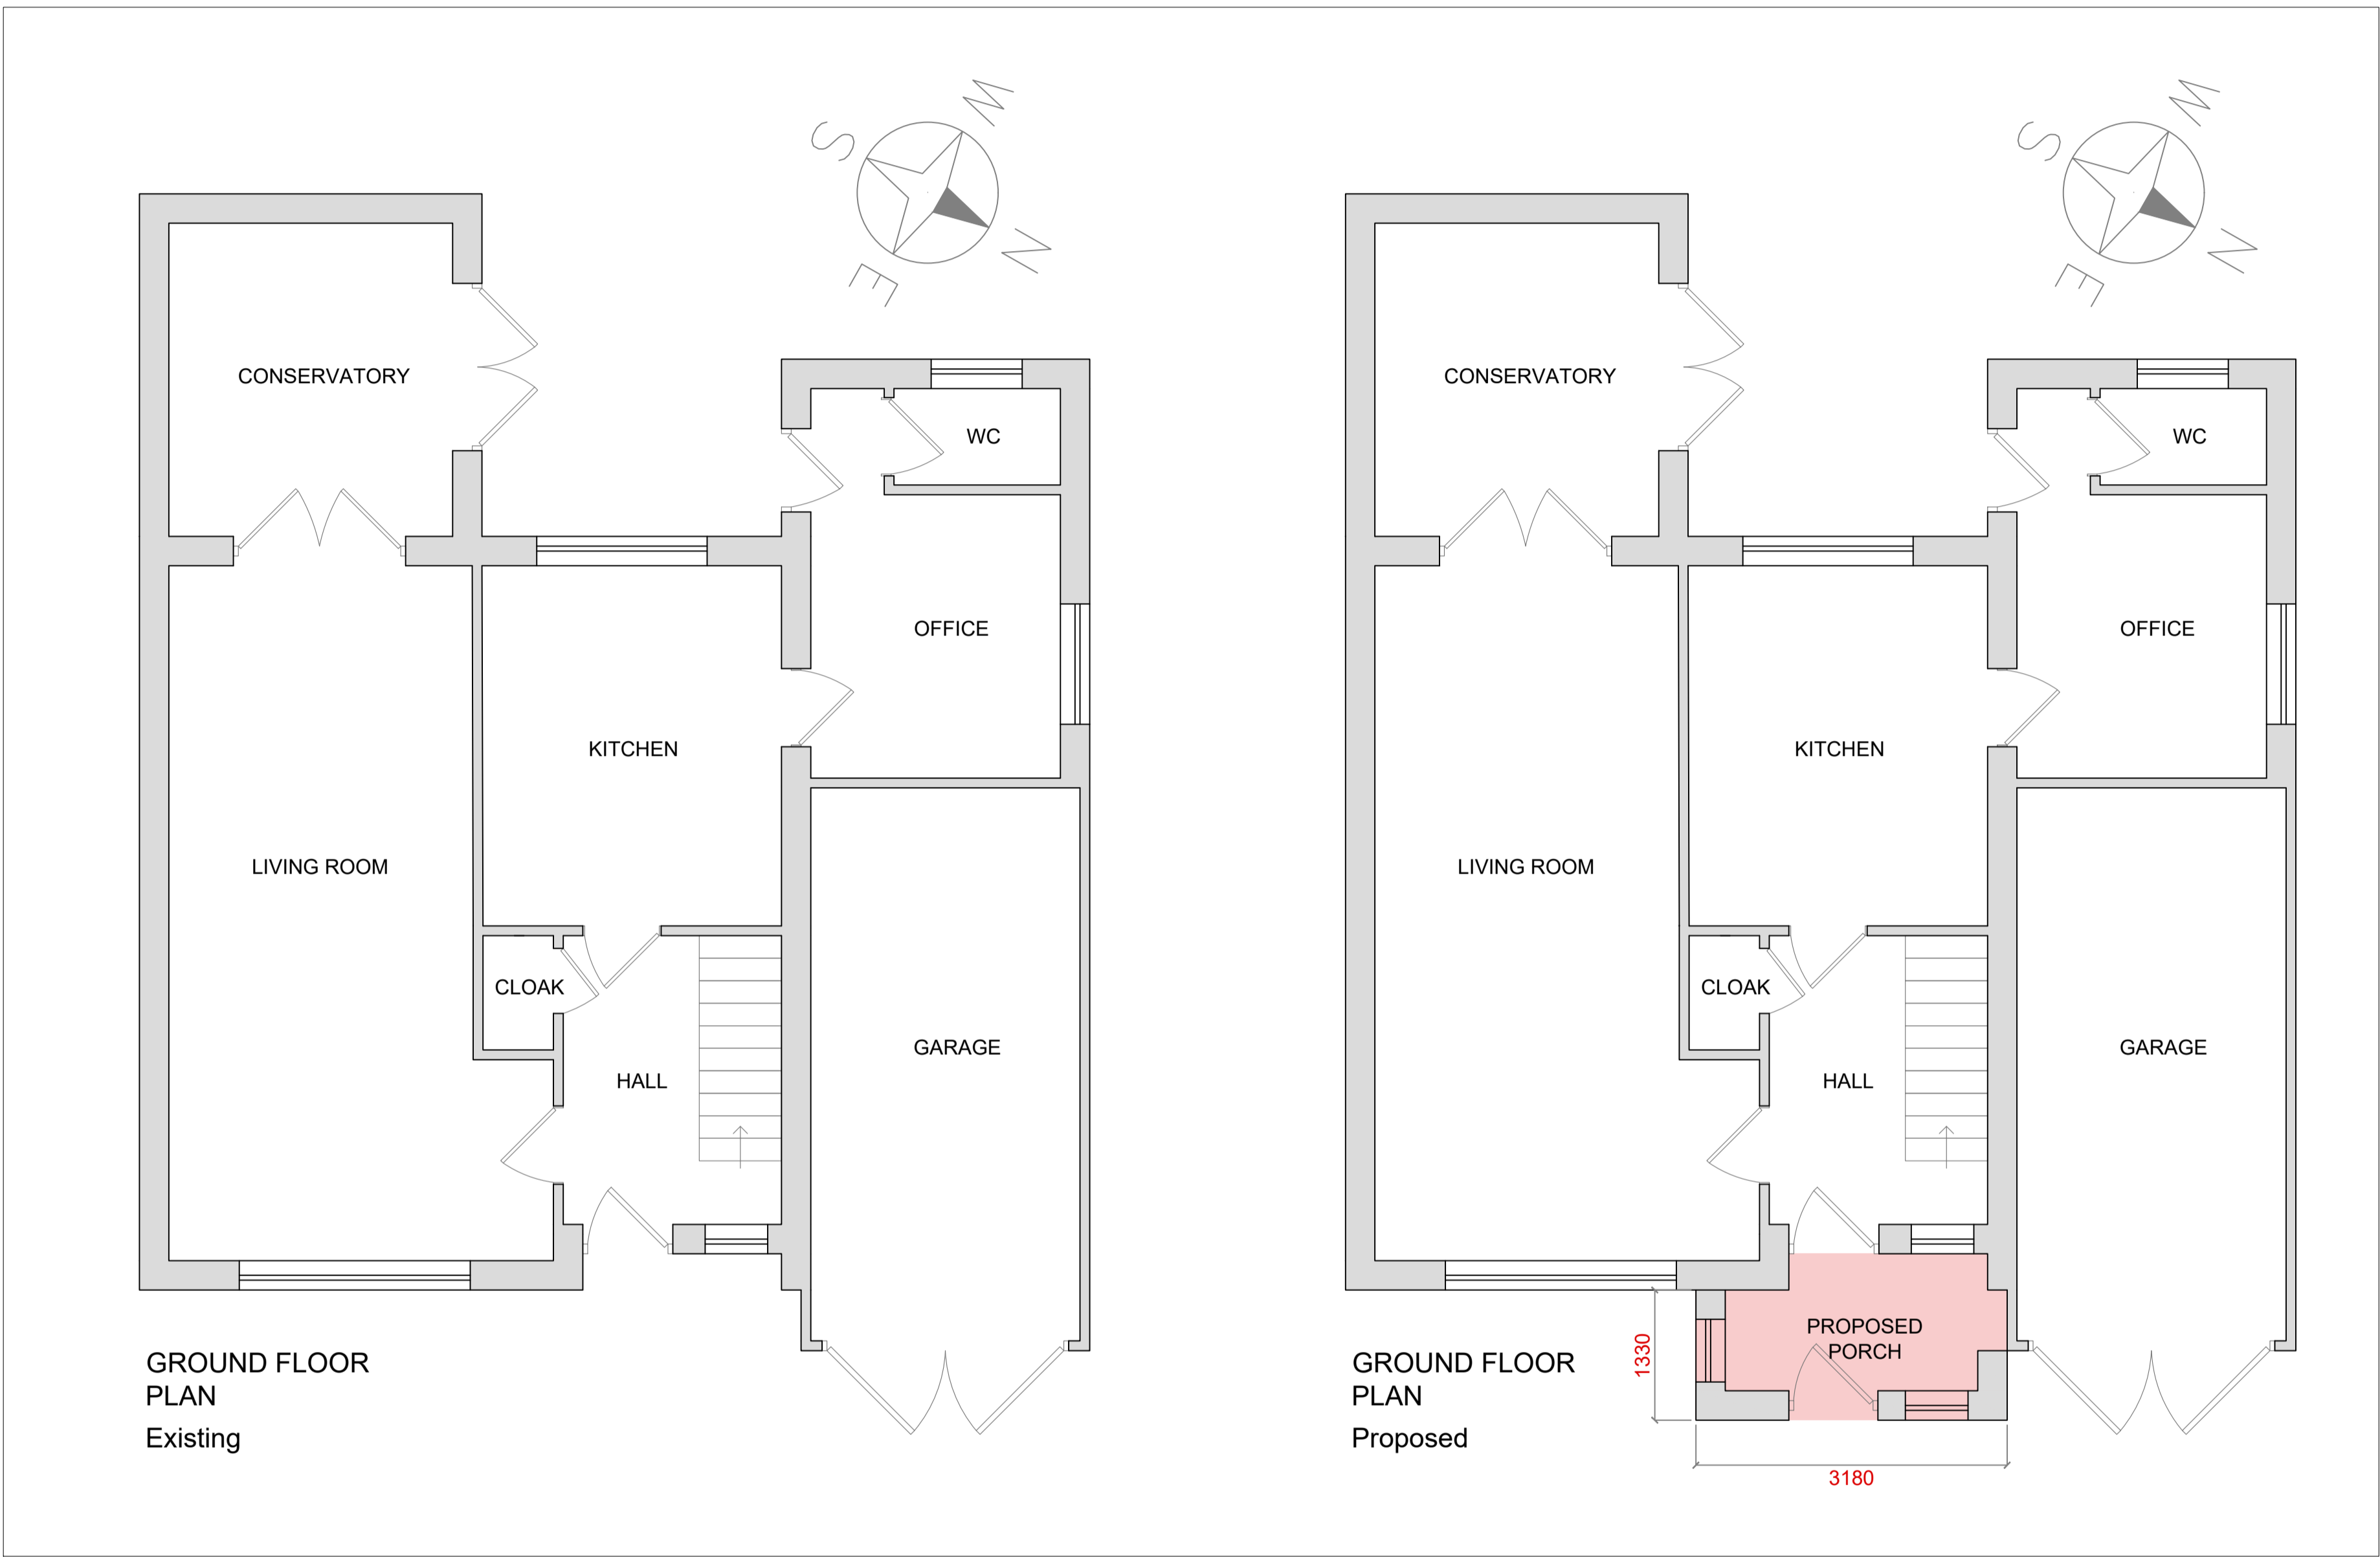 S
W
E
N
CONSERVATORY
WC
OFFICE
KITCHEN
LIVING ROOM
CLOAK
HALL
GARAGE
GROUND FLOOR
PLAN
Existing
S
W
E
N
CONSERVATORY
WC
OFFICE
KITCHEN
LIVING ROOM
CLOAK
HALL
GARAGE
PROPOSED
PORCH
1330
3180
GROUND FLOOR
PLAN
Proposed